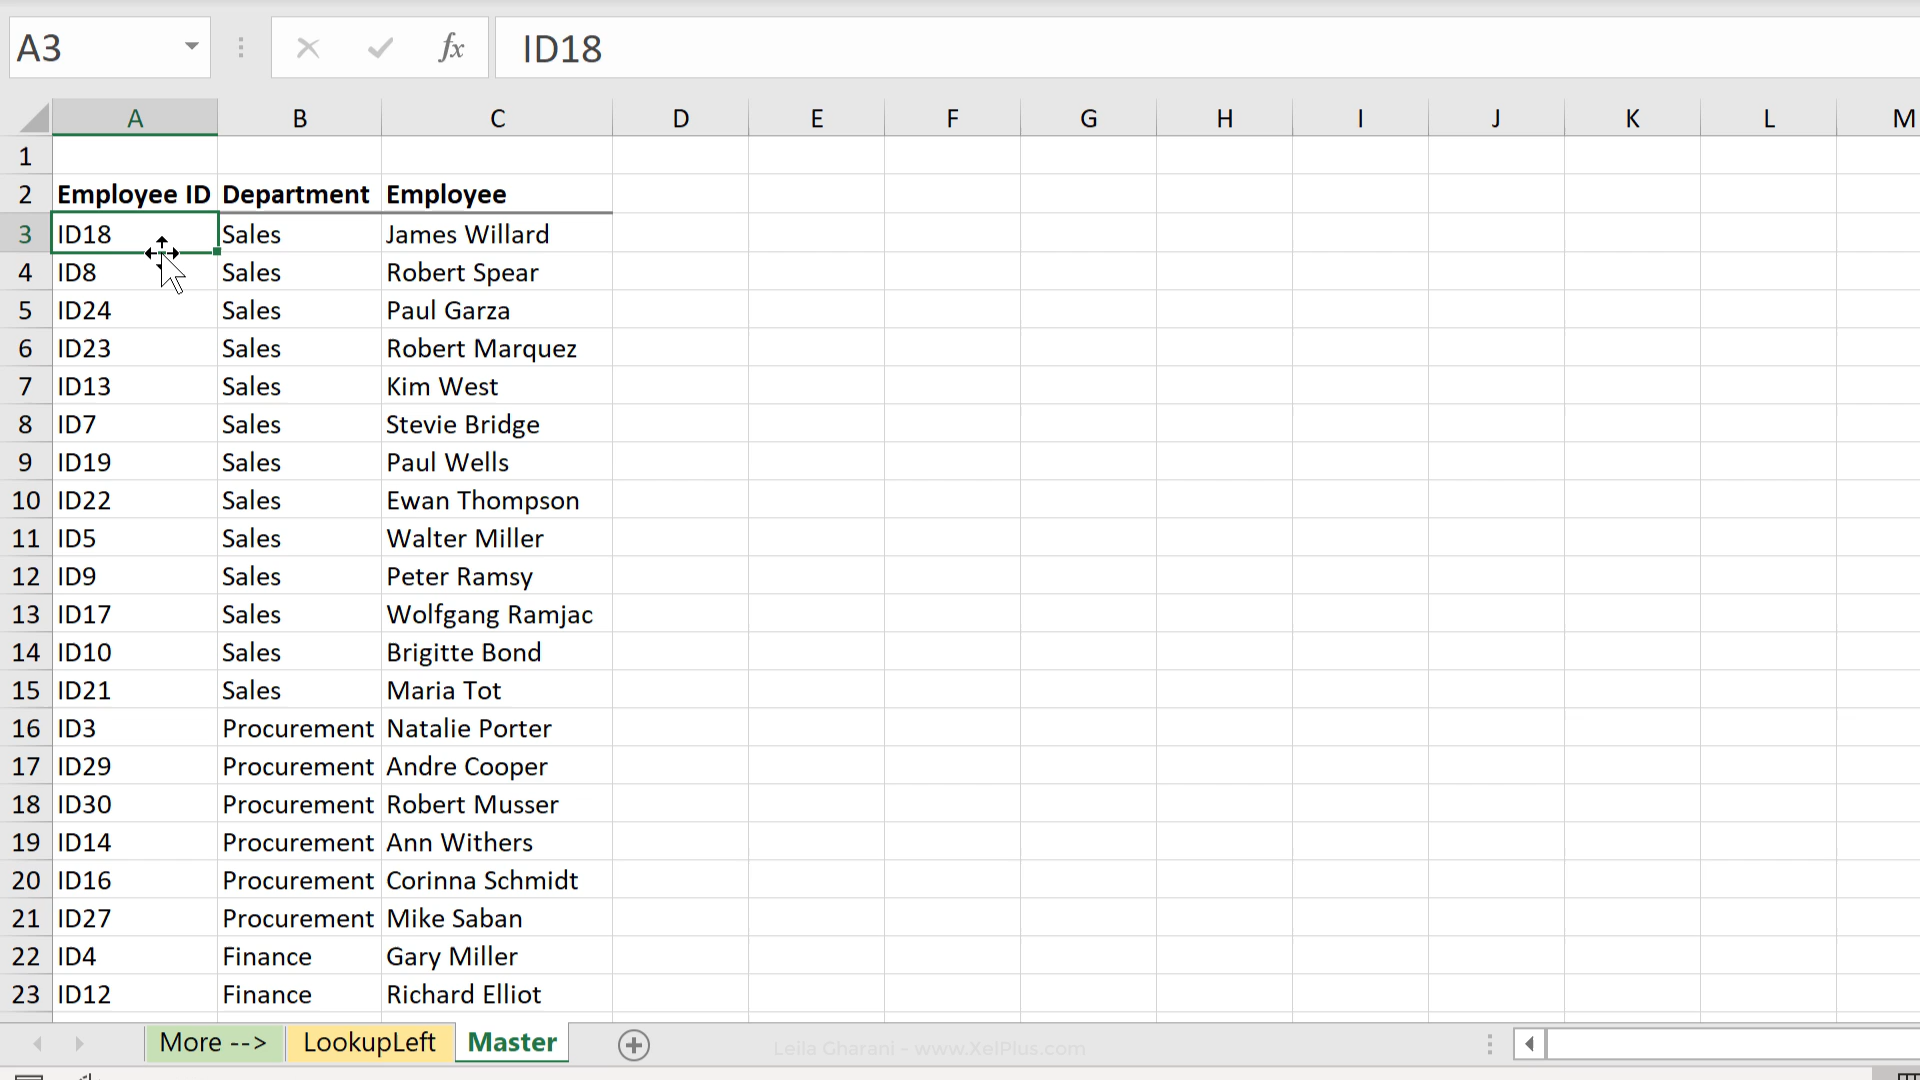 A3 fx ID18
A B C D E F G H I J K L M
1
2 Employee ID Department Employee
3 ID18 Sales James Willard
4 ID8 Sales Robert Spear
5 ID24 Sales Paul Garza
6 ID23 Sales Robert Marquez
7 ID13 Sales Kim West
8 ID7 Sales Stevie Bridge
9 ID19 Sales Paul Wells
10 ID22 Sales Ewan Thompson
11 ID5 Sales Walter Miller
12 ID9 Sales Peter Ramsy
13 ID17 Sales Wolfgang Ramjac
14 ID10 Sales Brigitte Bond
15 ID21 Sales Maria Tot
16 ID3 Procurement Natalie Porter
17 ID29 Procurement Andre Cooper
18 ID30 Procurement Robert Musser
19 ID14 Procurement Ann Withers
20 ID16 Procurement Corinna Schmidt
21 ID27 Procurement Mike Saban
22 ID4 Finance Gary Miller
23 ID12 Finance Richard Elliot
More --> LookupLeft Master Leila Gharani - www.XelPlus.com